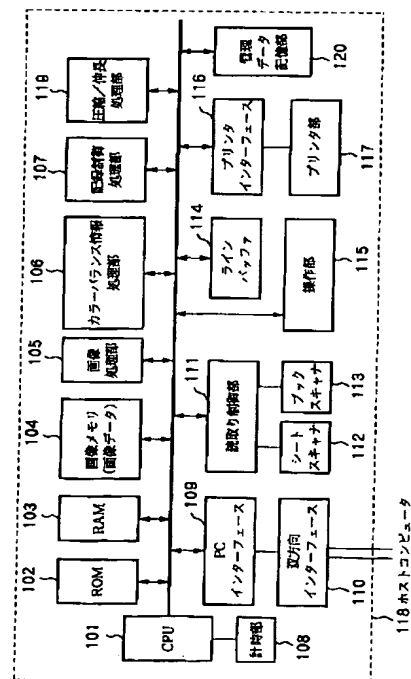 101
CPU
108
計時部
102
ROM
103
RAM
104
画像メモリ
(画像データ)
105
画像
処理部
106
カラーバランス情報
処理部
107
記録制御
処理部
119
圧縮/伸長
処理部
109
PC
インターフェース
110
双方向
インターフェース
118 ホストコンピュータ
111
読取り制御部
112
シート
スキャナ
113
ブック
スキャナ
114
ライン
バッファ
115
操作部
116
プリンタ
インターフェース
117
プリンタ部
120
管理
データ
記憶部